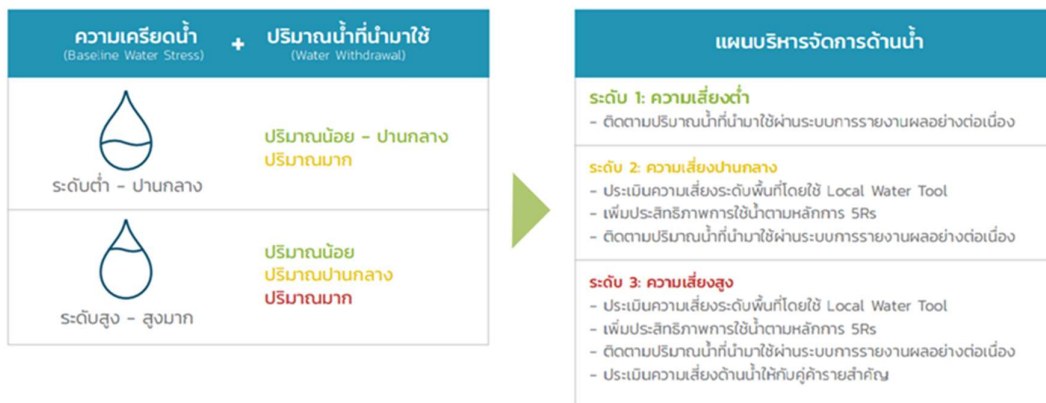 ความเครียดน้ำ + ปริมาณน้ำที่นำมาใช้
(Baseline Water Stress) (Water Withdrawal)
ปริมาณน้อย - ปานกลาง
ปริมาณมาก
ระดับต่ำ - ปานกลาง
ปริมาณน้อย
ปริมาณปานกลาง
ปริมาณมาก
ระดับสูง - สูงมาก
แผนบริหารจัดการด้านน้ำ
ระดับ 1: ความเสี่ยงต่ำ
- ติดตามปริมาณน้ำที่นำมาใช้ผ่านระบบการรายงานผลอย่างต่อเนื่อง
ระดับ 2: ความเสี่ยงปานกลาง
- ประเมินความเสี่ยงระดับพื้นที่โดยใช้ Local Water Tool
- เพิ่มประสิทธิภาพการใช้น้ำตามหลักการ 5Rs
- ติดตามปริมาณน้ำที่นำมาใช้ผ่านระบบการรายงานผลอย่างต่อเนื่อง
ระดับ 3: ความเสี่ยงสูง
- ประเมินความเสี่ยงระดับพื้นที่โดยใช้ Local Water Tool
- เพิ่มประสิทธิภาพการใช้น้ำตามหลักการ 5Rs
- ติดตามปริมาณน้ำที่นำมาใช้ผ่านระบบการรายงานผลอย่างต่อเนื่อง
- ประเมินความเสี่ยงด้านน้ำให้กับคู่ค้ารายสำคัญ